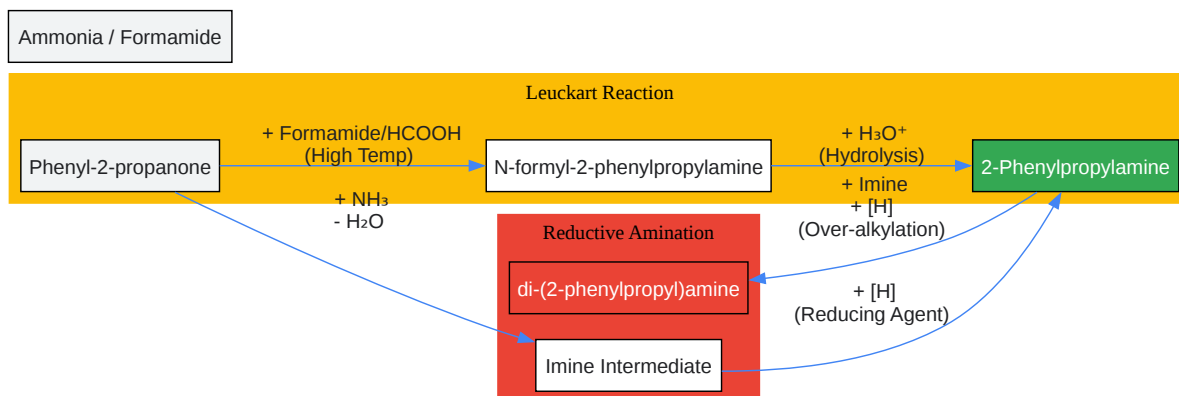 Ammonia / Formamide
Leuckart Reaction
+ Formamide/HCOOH
(High Temp)
+ H₃O⁺
(Hydrolysis)
Phenyl-2-propanone
N-formyl-2-phenylpropylamine
2-Phenylpropylamine
+ NH₃
- H₂O
+ Imine
+ [H]
(Over-alkylation)
Reductive Amination
di-(2-phenylpropyl)amine
+ [H]
(Reducing Agent)
Imine Intermediate